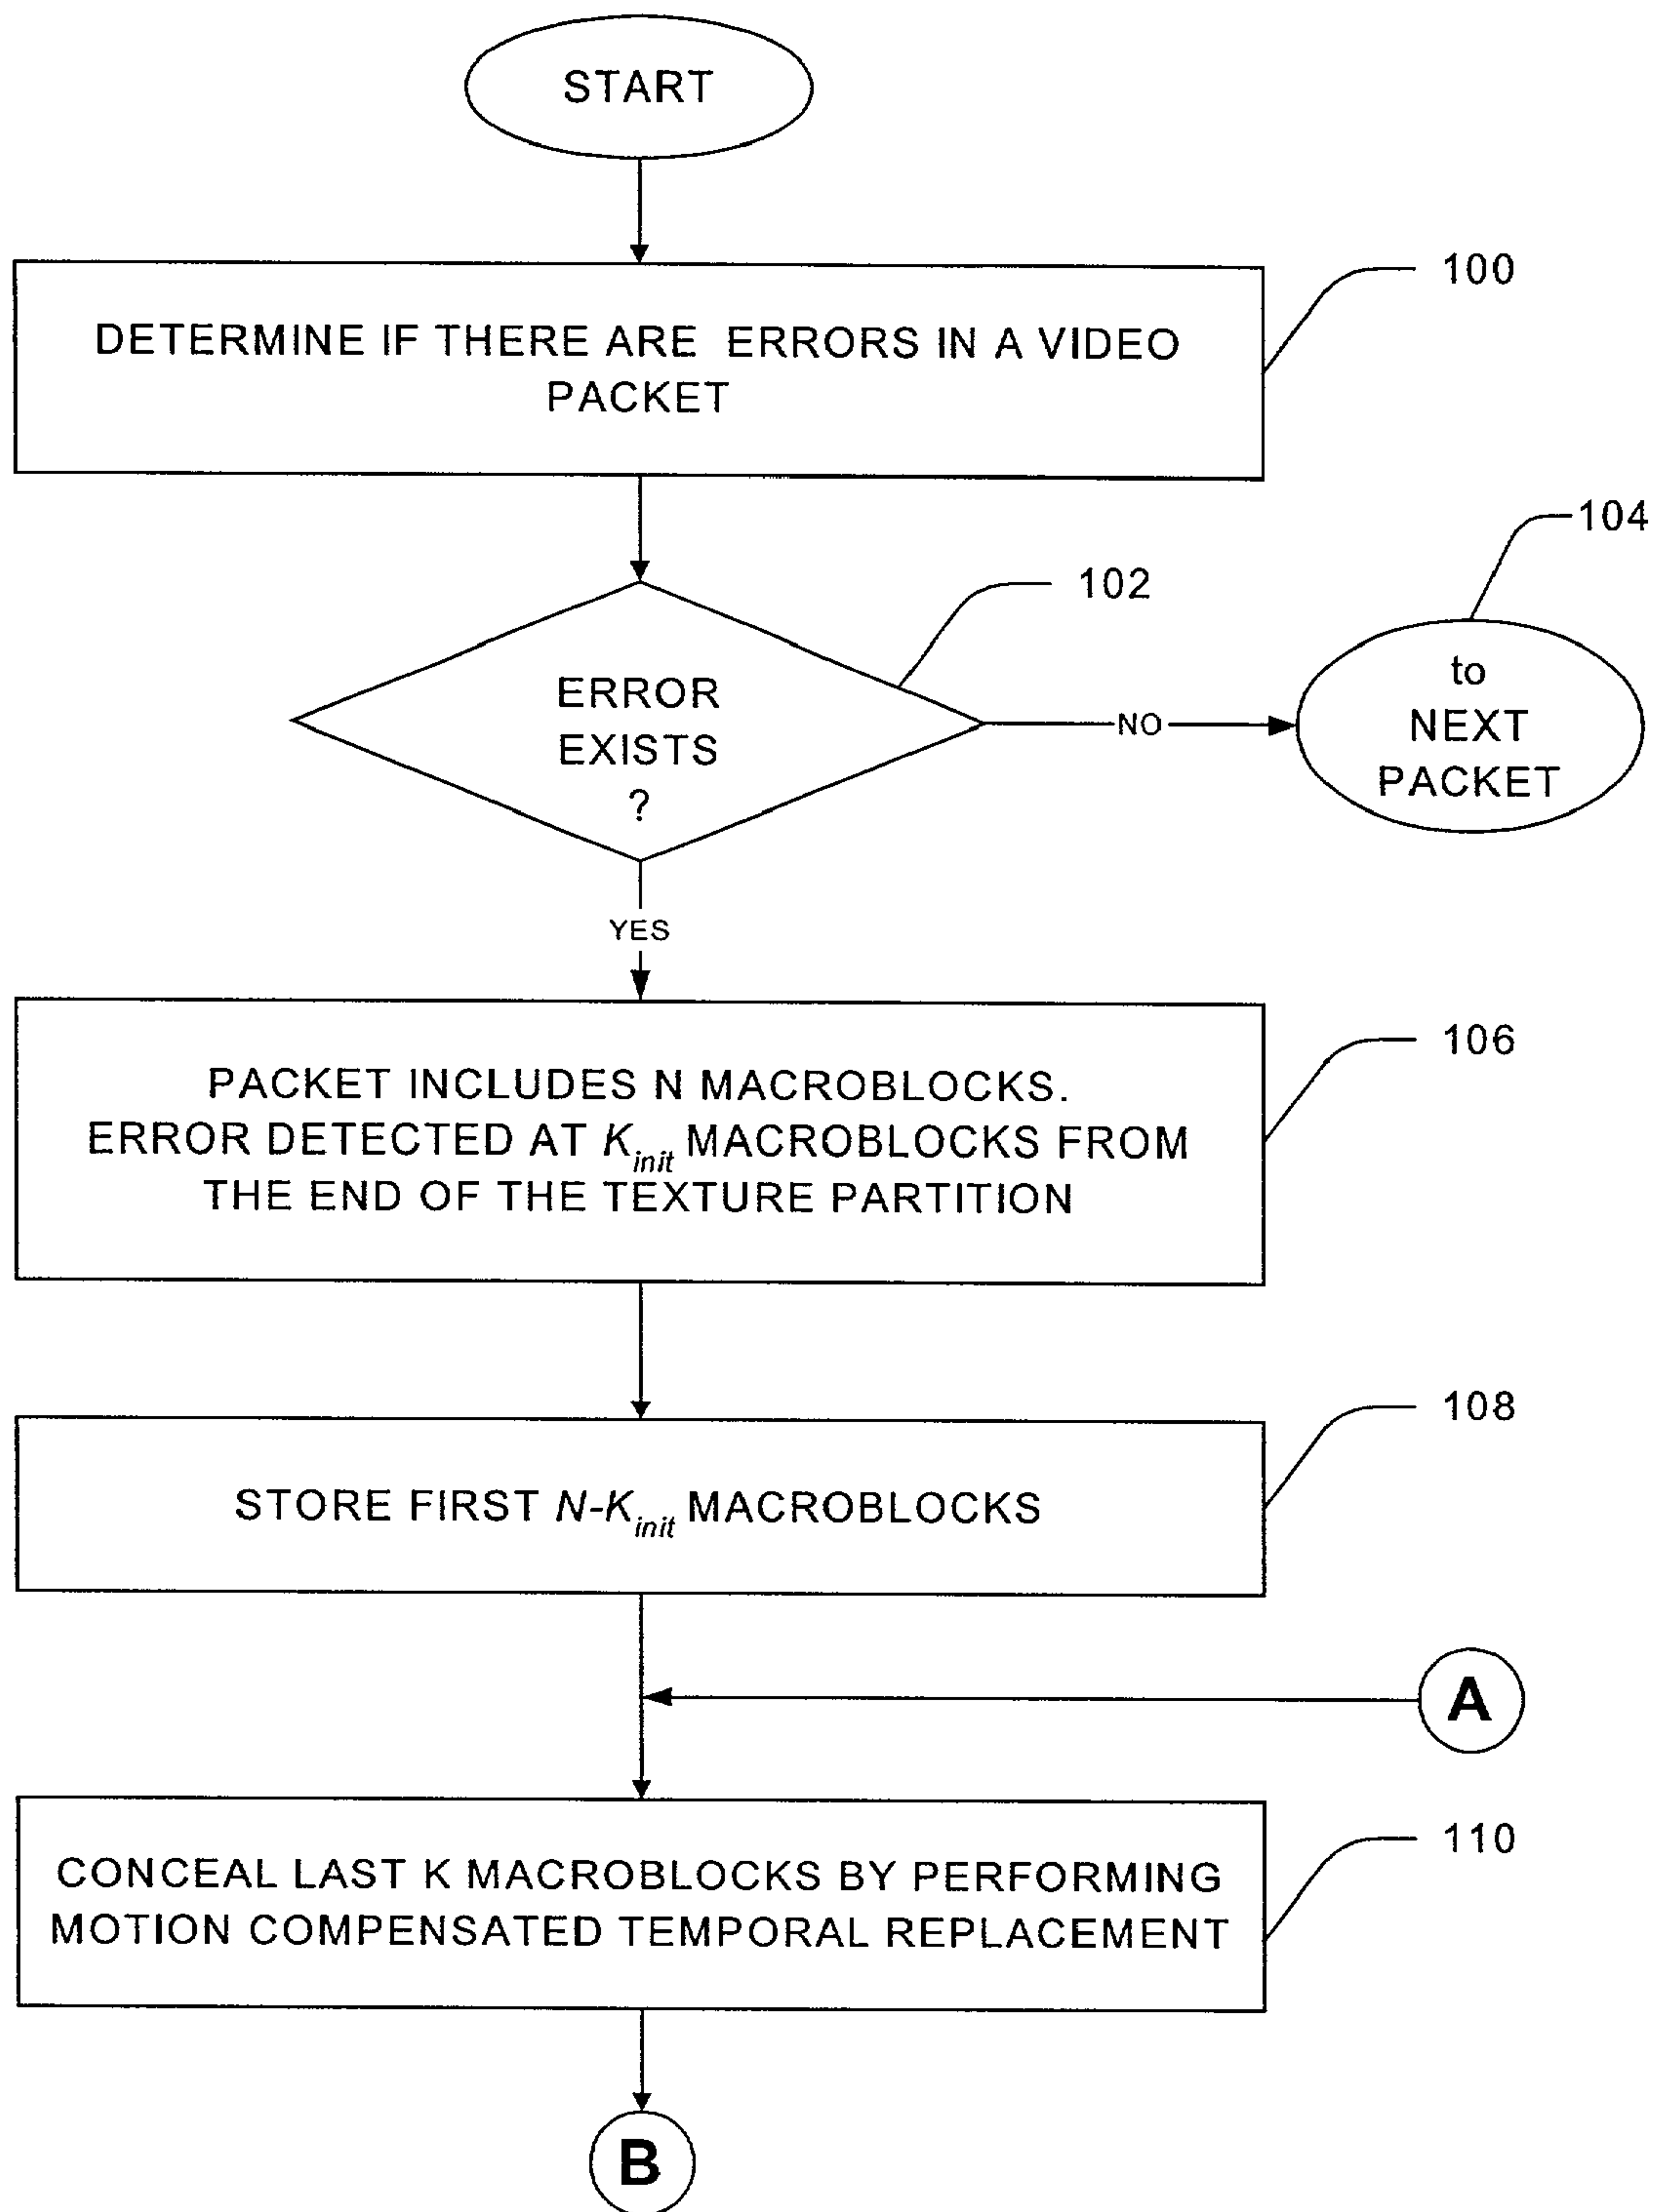 START
100
DETERMINE IF THERE ARE ERRORS IN A VIDEO
PACKET
104
102
ERROR
EXISTS
?
NO
to
NEXT
PACKET
YES
106
PACKET INCLUDES N MACROBLOCKS.
ERROR DETECTED AT K_init MACROBLOCKS FROM
THE END OF THE TEXTURE PARTITION
108
STORE FIRST N-K_init MACROBLOCKS
A
110
CONCEAL LAST K MACROBLOCKS BY PERFORMING
MOTION COMPENSATED TEMPORAL REPLACEMENT
B